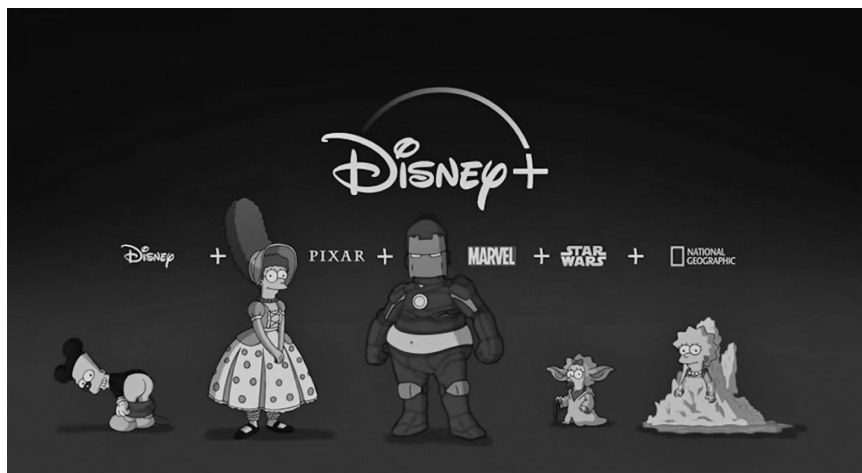 Disney+
Disney + PIXAR + MARVEL + STAR WARS + NATIONAL GEOGRAPHIC